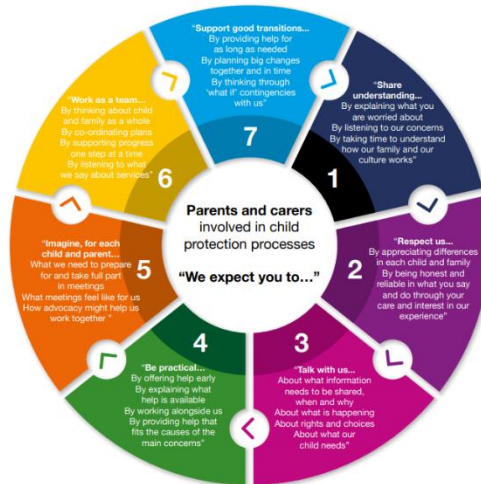 Parents and carers
involved in child
protection processes
"We expect you to..."
1
"Share
understanding...
By explaining what you
are worried about
By listening to our concerns
By taking time to understand
how our family and our
culture works"
2
"Respect us...
By appreciating differences
in each child and family
By being honest and
reliable in what you say
and do through your
care and interest in our
experience"
3
"Talk with us...
About what information
needs to be shared,
when and why
About what is happening
About rights and choices
About what our
child needs"
4
"Be practical...
By offering help early
By explaining what
help is available
By working alongside us
By providing help that
fits the causes of the
main concerns"
5
"Imagine, for each
child and parent...
What we need to prepare
for and take full part
in meetings
What meetings feel like for us
How advocacy might help us
work together "
6
"Work as a team...
By thinking about child
and family as a whole
By co-ordinating plans
By supporting progress
one step at a time
By listening to what
we say about services"
7
"Support good transitions...
By providing help for
as long as needed
By planning big changes
together and in time
By thinking through
'what if' contingencies
with us"